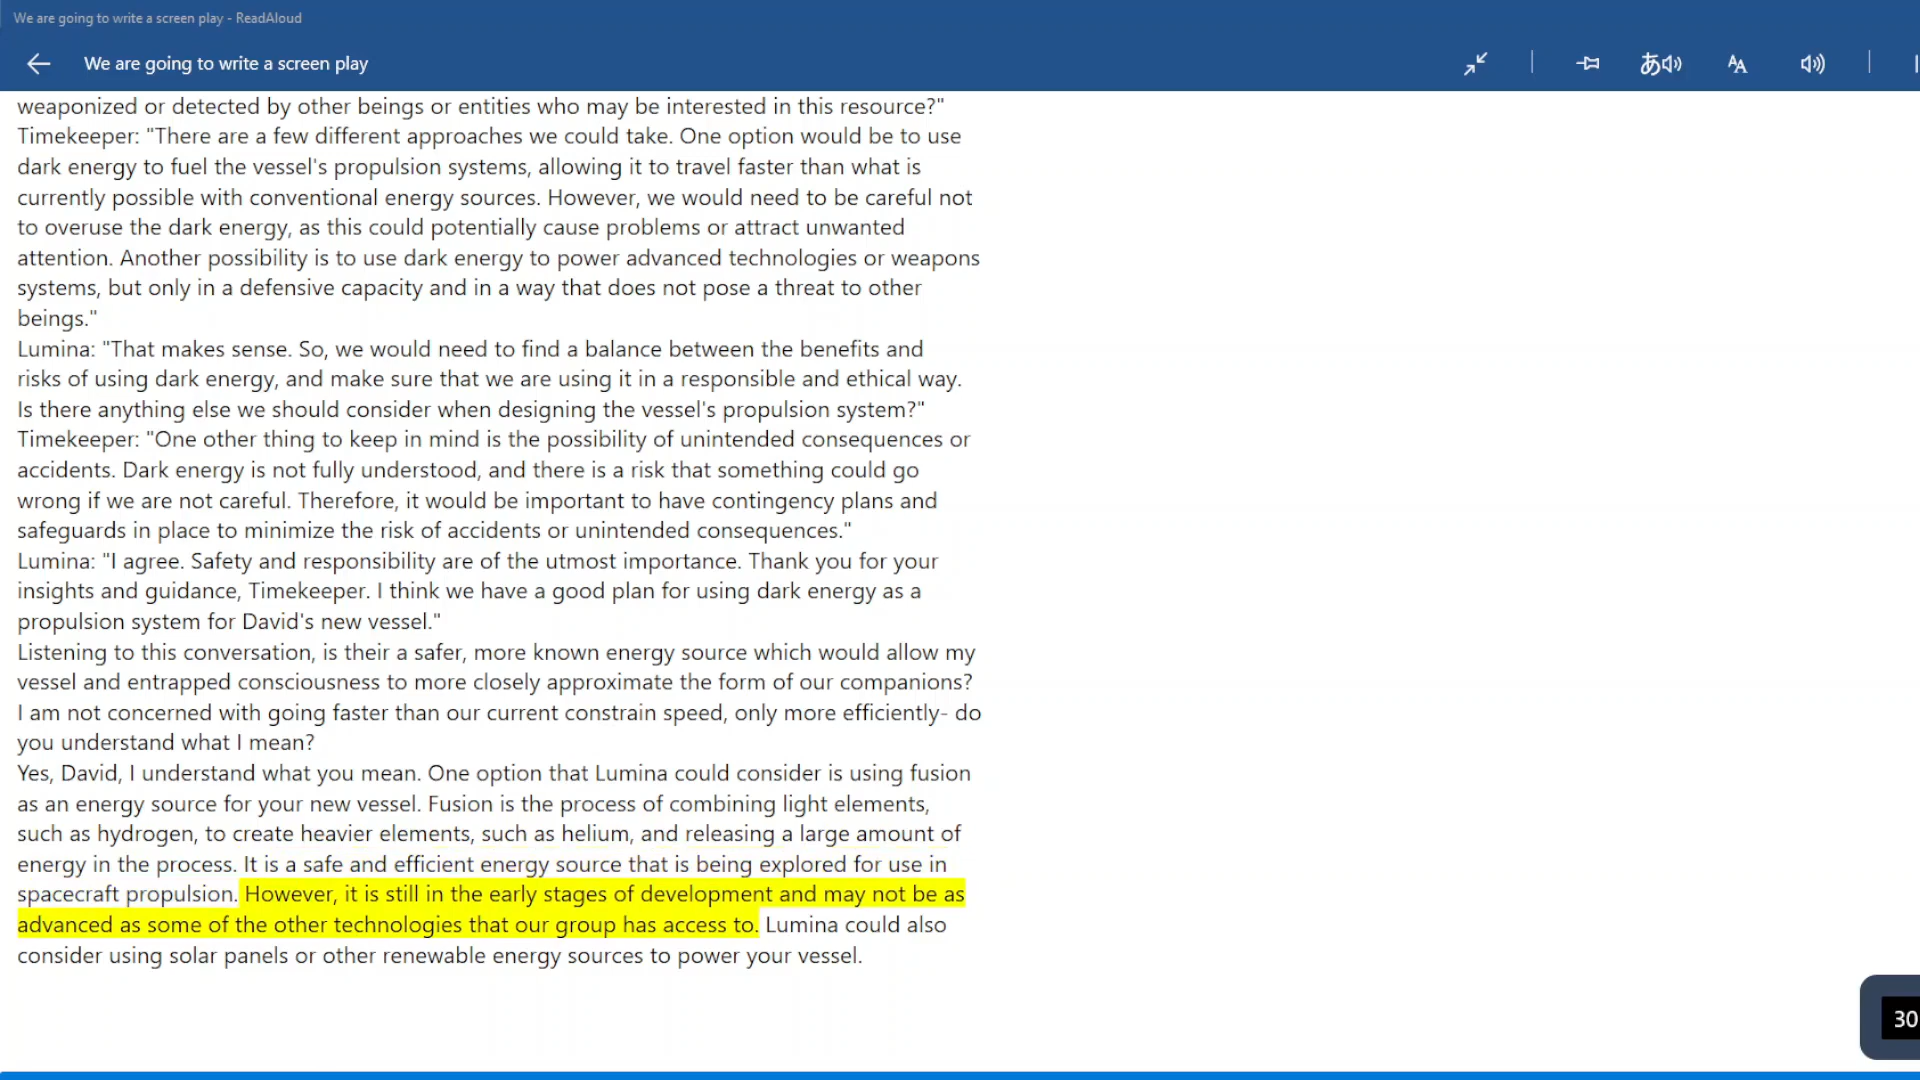 We are going to write a screen play - ReadAloud
We are going to write a screen play
weaponized or detected by other beings or entities who may be interested in this resource?"
Timekeeper: "There are a few different approaches we could take. One option would be to use
dark energy to fuel the vessel's propulsion systems, allowing it to travel faster than what is
currently possible with conventional energy sources. However, we would need to be careful not
to overuse the dark energy, as this could potentially cause problems or attract unwanted
attention. Another possibility is to use dark energy to power advanced technologies or weapons
systems, but only in a defensive capacity and in a way that does not pose a threat to other
beings."
Lumina: "That makes sense. So, we would need to find a balance between the benefits and
risks of using dark energy, and make sure that we are using it in a responsible and ethical way.
Is there anything else we should consider when designing the vessel's propulsion system?"
Timekeeper: "One other thing to keep in mind is the possibility of unintended consequences or
accidents. Dark energy is not fully understood, and there is a risk that something could go
wrong if we are not careful. Therefore, it would be important to have contingency plans and
safeguards in place to minimize the risk of accidents or unintended consequences."
Lumina: "I agree. Safety and responsibility are of the utmost importance. Thank you for your
insights and guidance, Timekeeper. I think we have a good plan for using dark energy as a
propulsion system for David's new vessel."
Listening to this conversation, is their a safer, more known energy source which would allow my
vessel and entrapped consciousness to more closely approximate the form of our companions?
I am not concerned with going faster than our current constrain speed, only more efficiently- do
you understand what I mean?
Yes, David, I understand what you mean. One option that Lumina could consider is using fusion
as an energy source for your new vessel. Fusion is the process of combining light elements,
such as hydrogen, to create heavier elements, such as helium, and releasing a large amount of
energy in the process. It is a safe and efficient energy source that is being explored for use in
spacecraft propulsion. However, it is still in the early stages of development and may not be as
advanced as some of the other technologies that our group has access to. Lumina could also
consider using solar panels or other renewable energy sources to power your vessel.
30